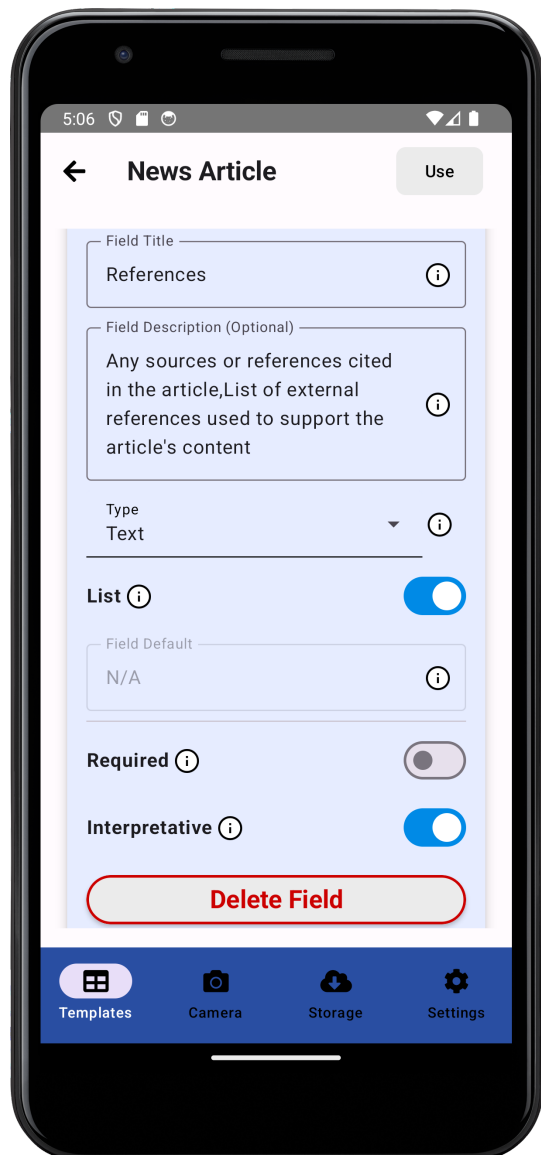 5:06
News Article
Use
Field Title
References
Field Description (Optional)
Any sources or references cited
in the article,List of external
references used to support the
article's content
Type
Text
List
Field Default
N/A
Required
Interpretative
Delete Field
Templates Camera Storage Settings